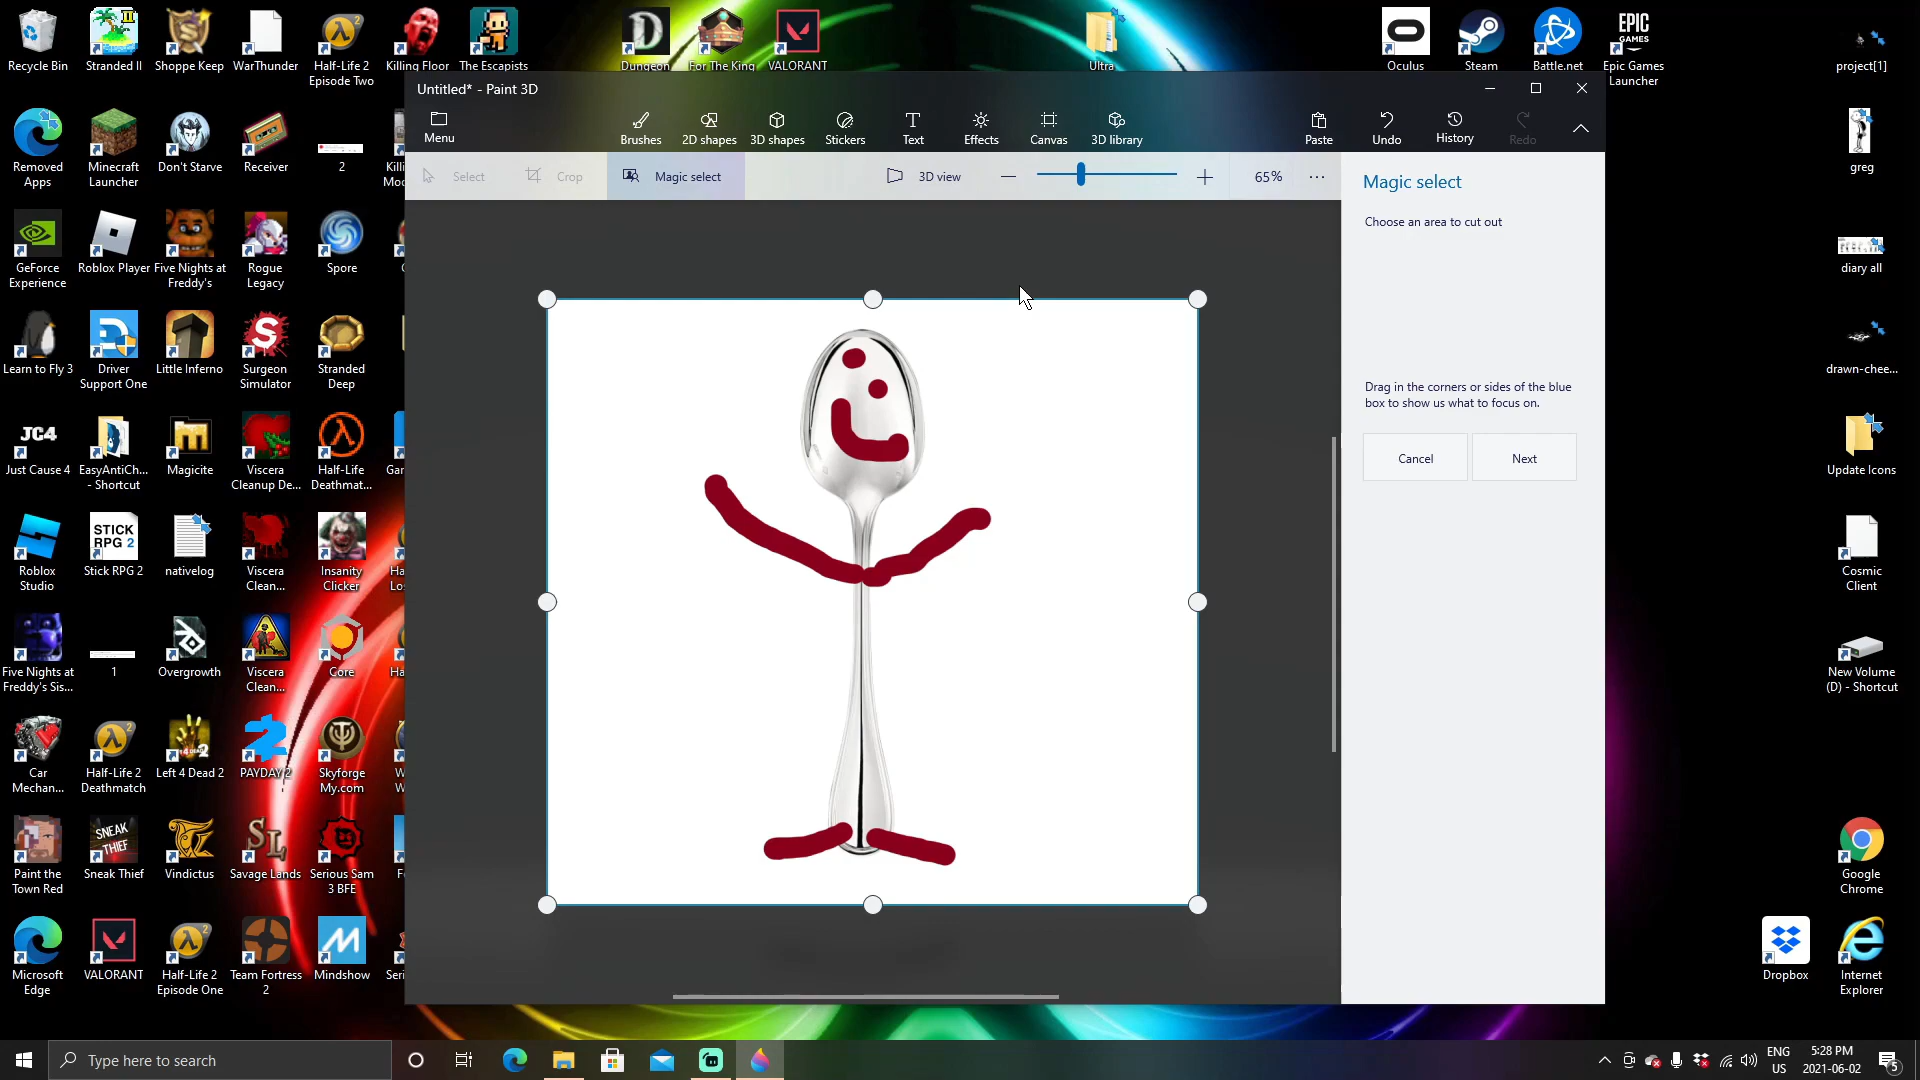 Recycle Bin
Stranded II
Shoppe Keep
WarThunder
Half-Life 2
Episode Two
Killing Floor
The Escapists
Dungeon
For The King
VALORANT
Ultra
Oculus
Steam
Battle.net
EPIC
GAMES
Epic Games
Launcher
project[1]
Untitled* - Paint 3D
Menu
Brushes
2D shapes
3D shapes
Stickers
Text
Effects
Canvas
3D library
Paste
Undo
History
Redo
Select
Crop
Magic select
3D view
65%
Magic select
Choose an area to cut out
Drag in the corners or sides of the blue
box to show us what to focus on.
Cancel
Next
Removed
Apps
Minecraft
Launcher
Don't Starve
Receiver
2
greg
GeForce
Experience
Roblox Player
Five Nights at
Freddy's
Rogue
Legacy
Spore
diary all
Learn to Fly 3
Driver
Support One
Little Inferno
Surgeon
Simulator
Stranded
Deep
drawn-chee...
JC4
Just Cause 4
EasyAntiCh...
- Shortcut
Magicite
Viscera
Cleanup De...
Half-Life
Deathmat...
Update Icons
Roblox
Studio
STICK
RPG 2
Stick RPG 2
nativelog
Viscera
Clean...
Insanity
Clicker
Cosmic
Client
Five Nights at
Freddy's Sis...
1
Overgrowth
Viscera
Clean...
Core
New Volume
(D) - Shortcut
Car
Mechan...
Half-Life 2
Deathmatch
Left 4 Dead 2
PAYDAY 2
Skyforge
My.com
Paint the
Town Red
SNEAK
THIEF
Sneak Thief
Vindictus
SL
Savage Lands
Serious Sam
3 BFE
Google
Chrome
Microsoft
Edge
VALORANT
Half-Life 2
Episode One
Team Fortress
2
Mindshow
Dropbox
Internet
Explorer
Type here to search
ENG
US
5:28 PM
2021-06-02
5